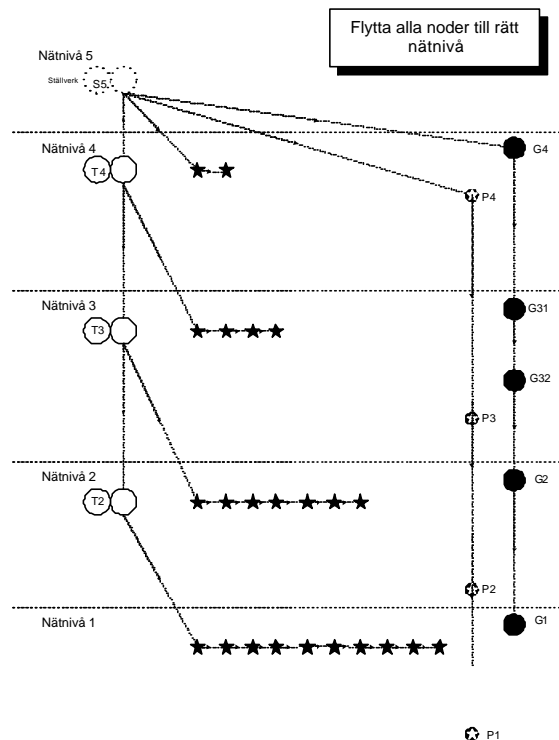 Flytta alla noder till rätt
nätnivå
Nätnivå 5
Ställverk
S5
Nätnivå 4
T4
G4
P4
Nätnivå 3
T3
G31
G32
P3
Nätnivå 2
T2
G2
P2
Nätnivå 1
G1
P1